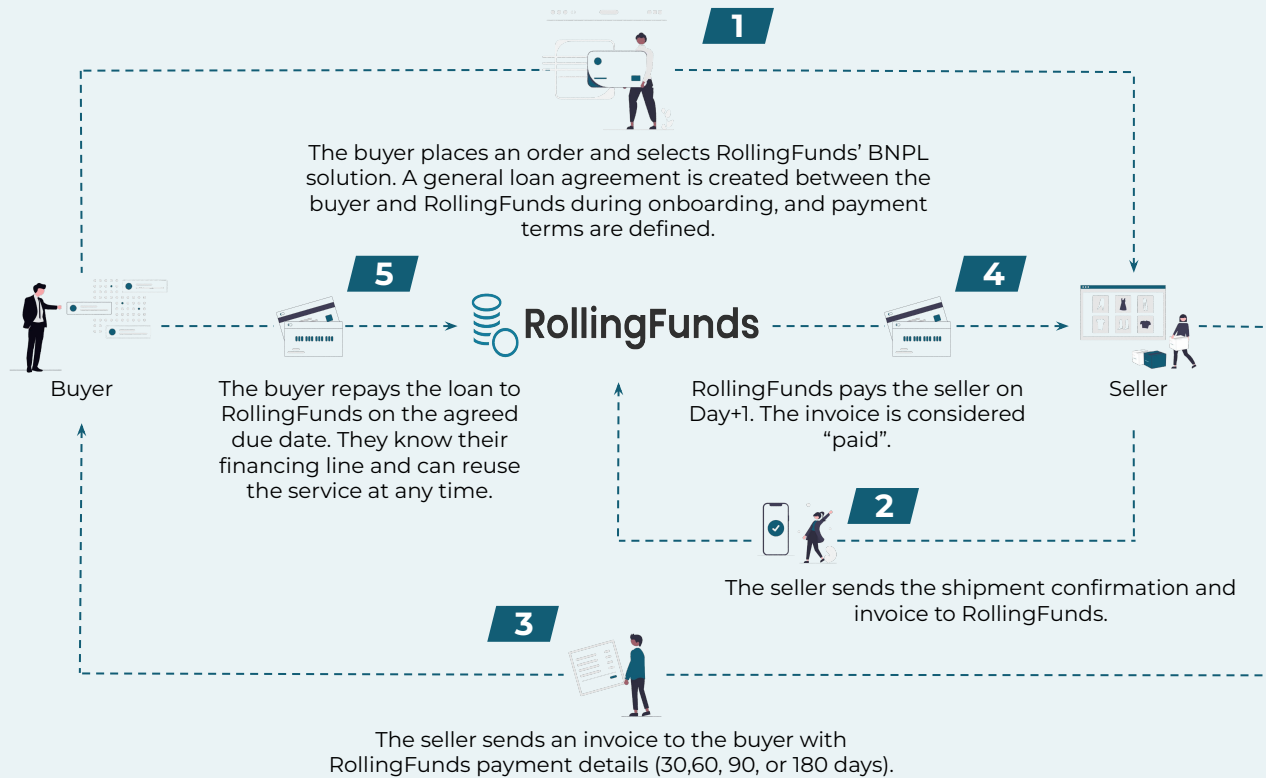 1
The buyer places an order and selects RollingFunds’ BNPL
solution. A general loan agreement is created between the
buyer and RollingFunds during onboarding, and payment
terms are defined.
5
4
RollingFunds
Buyer
The buyer repays the loan to
RollingFunds on the agreed
due date. They know their
financing line and can reuse
the service at any time.
RollingFunds pays the seller on
Day+1. The invoice is considered
“paid”.
Seller
2
The seller sends the shipment confirmation and
invoice to RollingFunds.
3
The seller sends an invoice to the buyer with
RollingFunds payment details (30,60, 90, or 180 days).